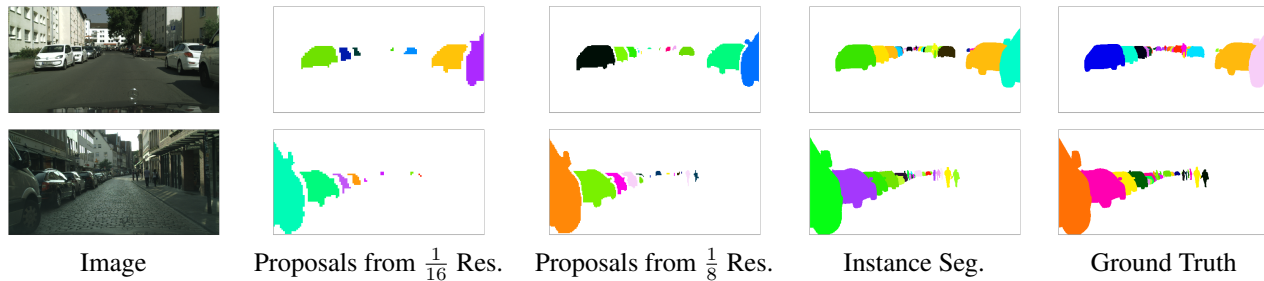 Image
Proposals from 1/16 Res.
Proposals from 1/8 Res.
Instance Seg.
Ground Truth